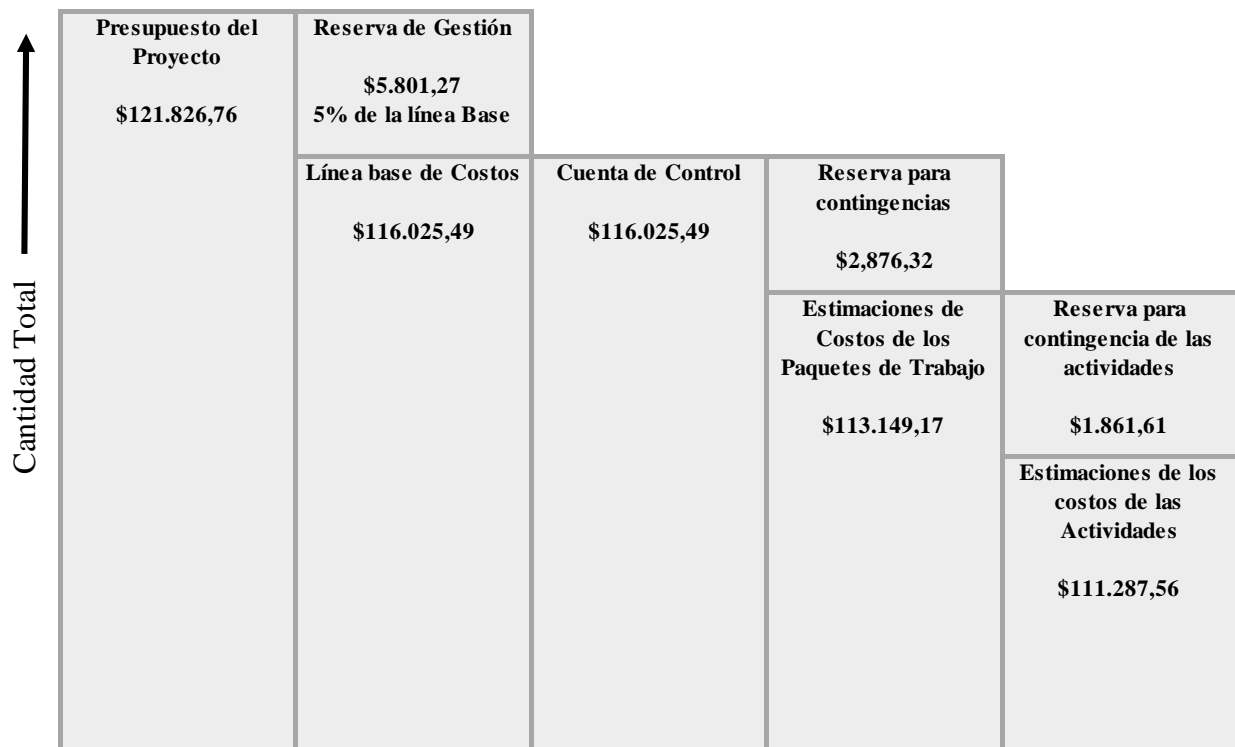 Cantidad Total
Presupuesto del
Proyecto
$121.826,76
Reserva de Gestión
$5.801,27
5% de la línea Base
Línea base de Costos
$116.025,49
Cuenta de Control
$116.025,49
Reserva para
contingencias
$2,876,32
Estimaciones de
Costos de los
Paquetes de Trabajo
$113.149,17
Reserva para
contingencia de las
actividades
$1.861,61
Estimaciones de los
costos de las
Actividades
$111.287,56